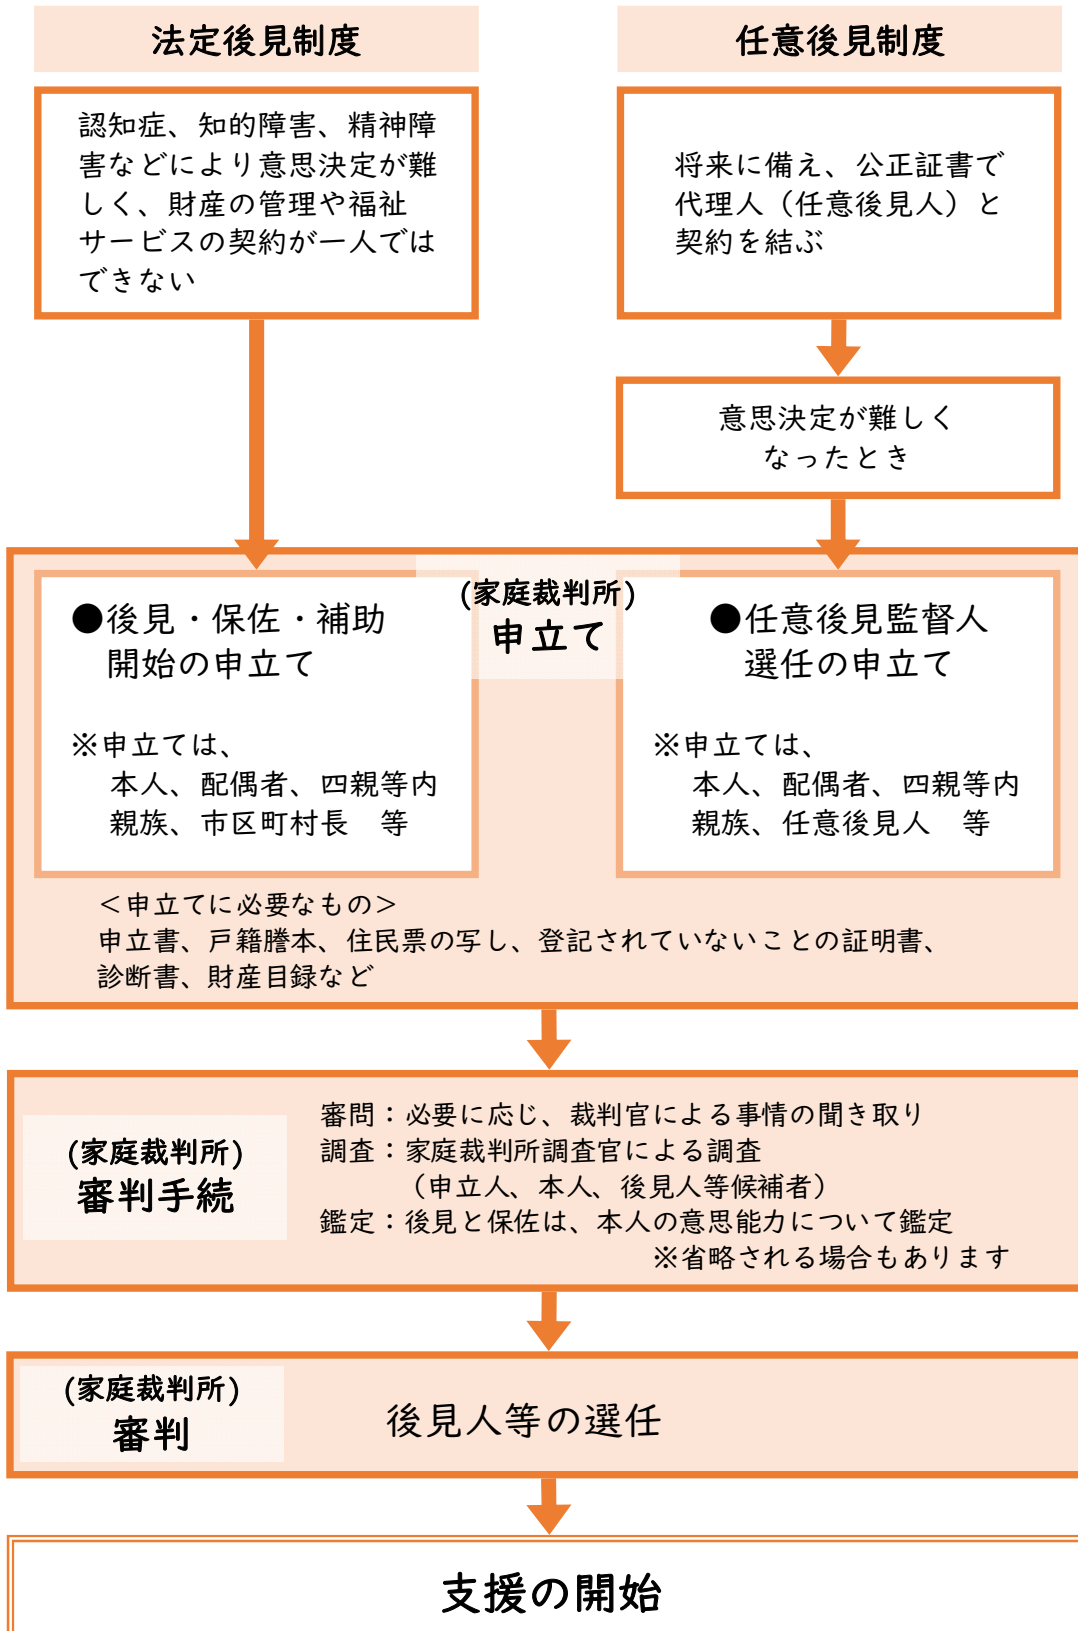 法定後見制度
認知症、知的障害、精神障
害などにより意思決定が難
しく、財産の管理や福祉
サービスの契約が一人では
できない
任意後見制度
将来に備え、公正証書で
代理人（任意後見人）と
契約を結ぶ
意思決定が難しく
なったとき
(家庭裁判所)
申立て
●後見・保佐・補助
開始の申立て
※申立ては、
本人、配偶者、四親等内
親族、市区町村長　等
●任意後見監督人
選任の申立て
※申立ては、
本人、配偶者、四親等内
親族、任意後見人　等
＜申立てに必要なもの＞
申立書、戸籍謄本、住民票の写し、登記されていないことの証明書、
診断書、財産目録など
(家庭裁判所)
審判手続
審問：必要に応じ、裁判官による事情の聞き取り
調査：家庭裁判所調査官による調査
（申立人、本人、後見人等候補者）
鑑定：後見と保佐は、本人の意思能力について鑑定
※省略される場合もあります
(家庭裁判所)
審判
後見人等の選任
支援の開始